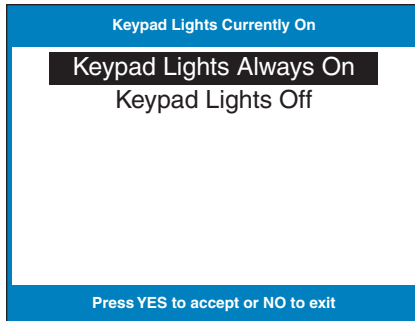 Keypad Lights Currently On
Keypad Lights Always On
Keypad Lights Off
Press YES to accept or NO to exit